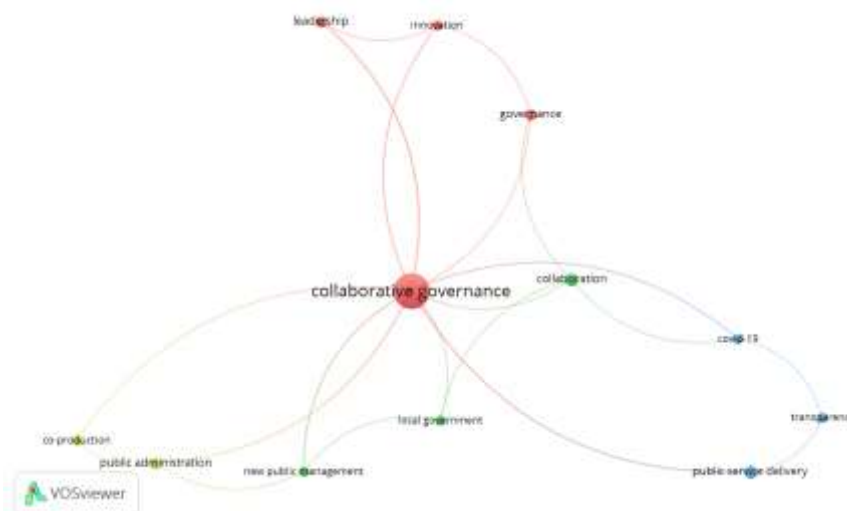 leadership
innovation
governance
collaboration
collaborative governance
covid-19
transparency
local government
co-production
public administration
new public management
public service delivery
VOSviewer